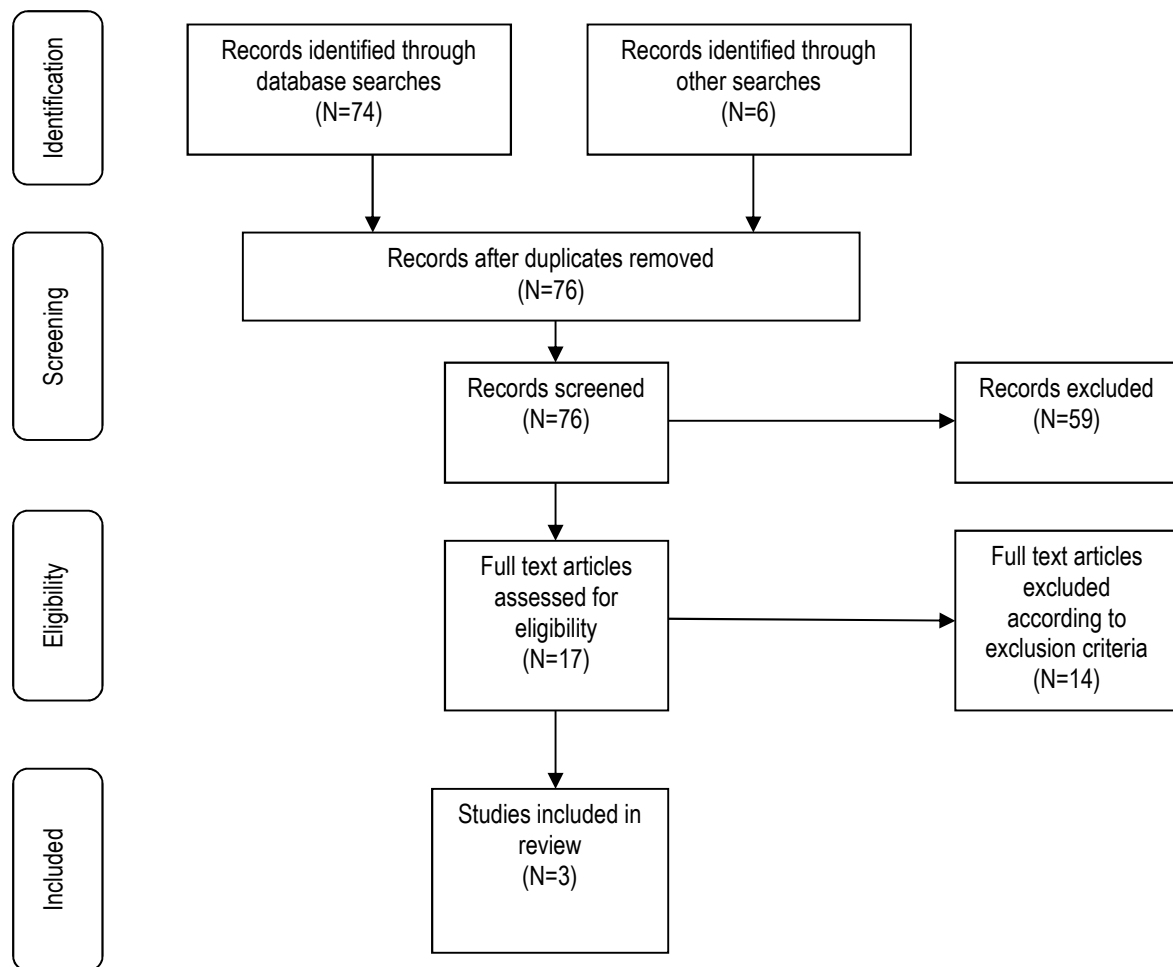 Identification
Records identified through
database searches
(N=74)
Records identified through
other searches
(N=6)
Screening
Records after duplicates removed
(N=76)
Records screened
(N=76)
Records excluded
(N=59)
Eligibility
Full text articles
assessed for
eligibility
(N=17)
Full text articles
excluded
according to
exclusion criteria
(N=14)
Included
Studies included in
review
(N=3)